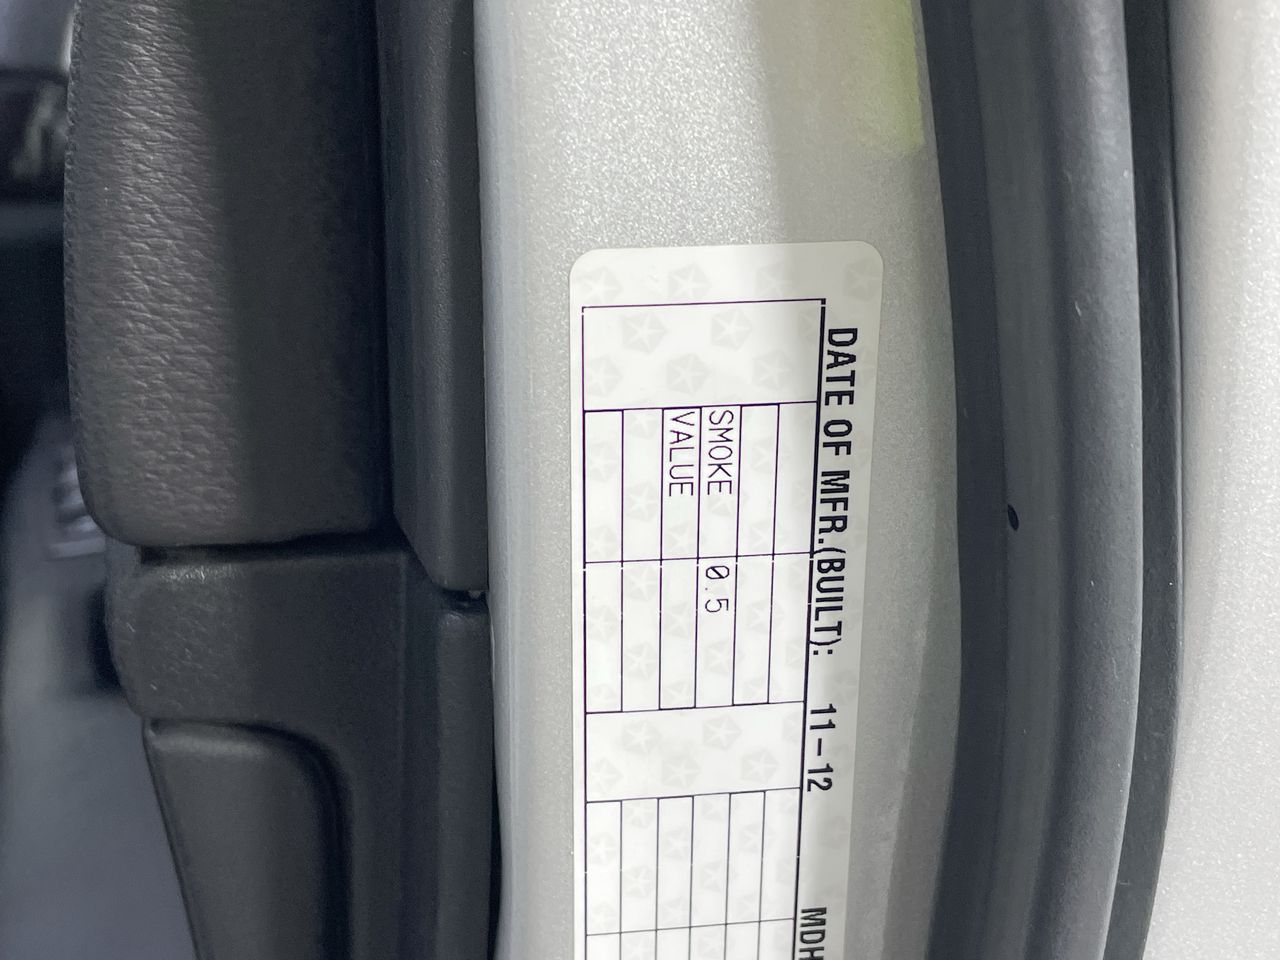 DATE OF MFR.(BUILT): 11-12 MDH
SMOKE 0.5
VALUE